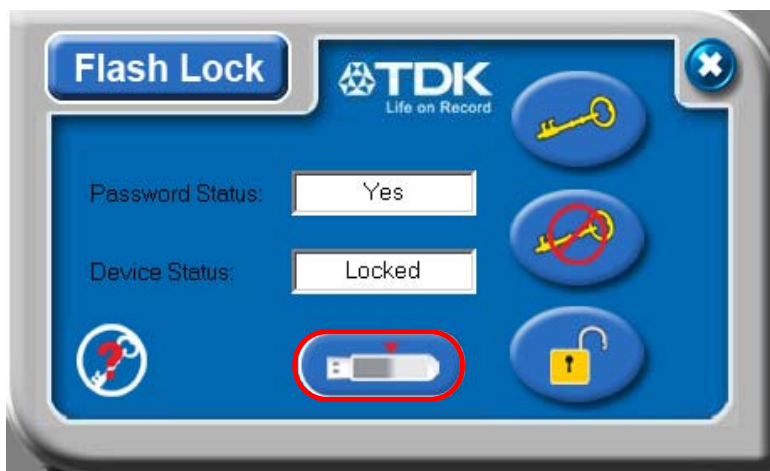 Flash Lock
TDK
Life on Record
Password Status:
Yes
Device Status:
Locked
?